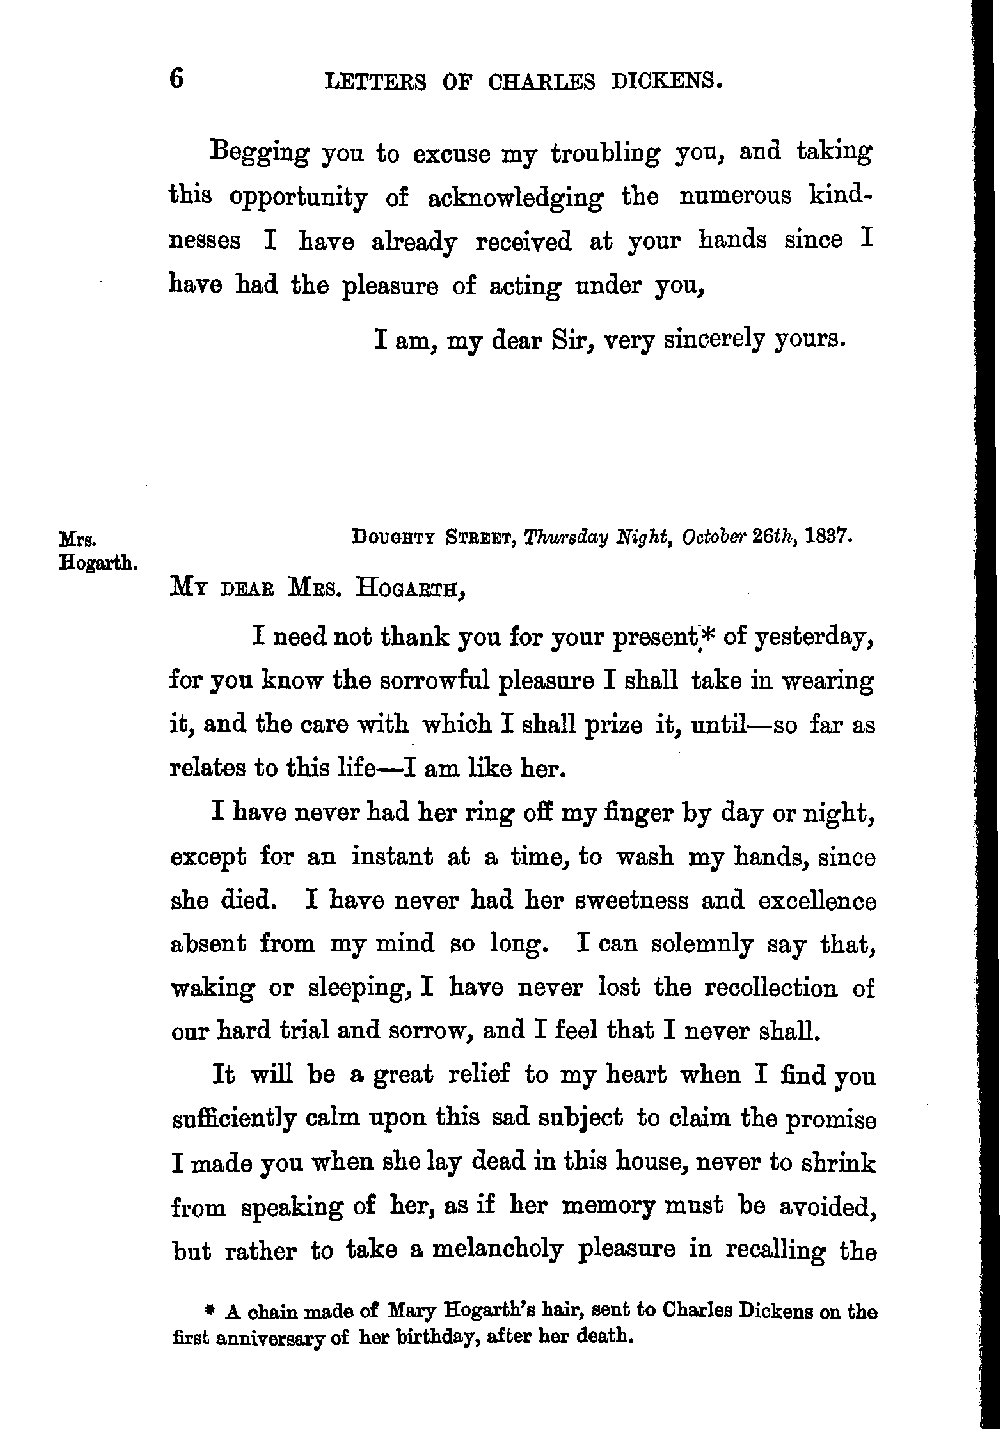 6 LETTERS OF CHARLES DICKENS.
Begging you to excuse my troubling you, and taking
this opportunity of acknowledging the numerous kind-
nesses I have already received at your hands since I
have had the pleasure of acting under you,
I am, my dear Sir, very sincerely yours.
Mrs.
Hogarth.
DOUGHTY STREET, Thursday Night, October 26th, 1837.
MY DEAR MRS. HOGARTH,
I need not thank you for your present* of yesterday,
for you know the sorrowful pleasure I shall take in wearing
it, and the care with which I shall prize it, until—so far as
relates to this life—I am like her.
I have never had her ring off my finger by day or night,
except for an instant at a time, to wash my hands, since
she died. I have never had her sweetness and excellence
absent from my mind so long. I can solemnly say that,
waking or sleeping, I have never lost the recollection of
our hard trial and sorrow, and I feel that I never shall.
It will be a great relief to my heart when I find you
sufficiently calm upon this sad subject to claim the promise
I made you when she lay dead in this house, never to shrink
from speaking of her, as if her memory must be avoided,
but rather to take a melancholy pleasure in recalling the
* A chain made of Mary Hogarth's hair, sent to Charles Dickens on the
first anniversary of her birthday, after her death.